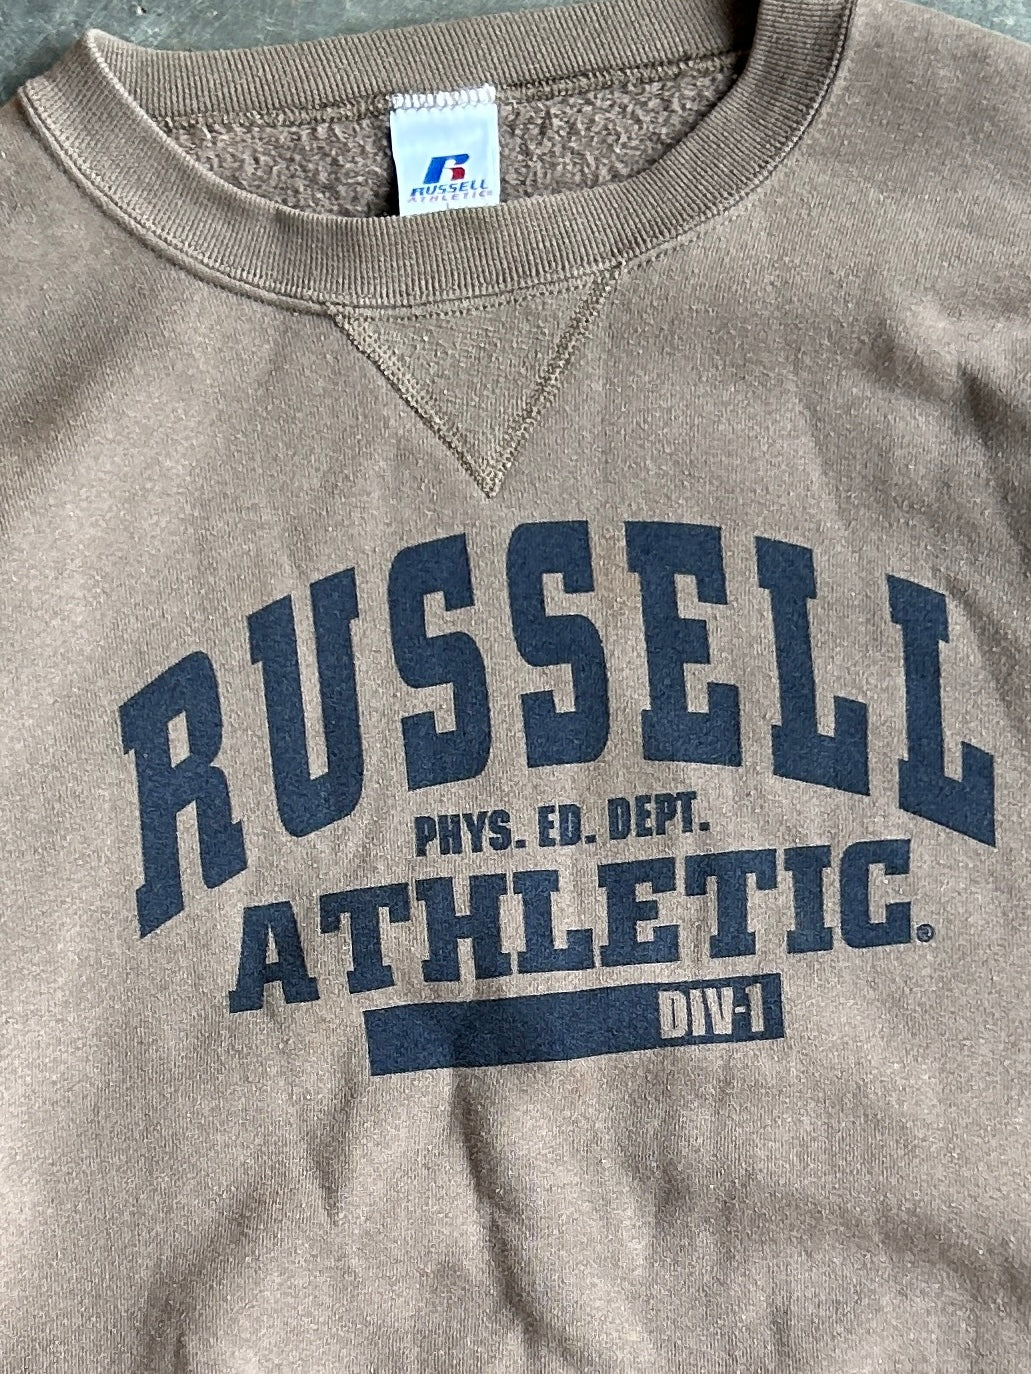 R
RUSSELL
ATHLETIC®
L
RUSSELL
PHYS. ED. DEPT.
ATHLETIC®
DIV-1